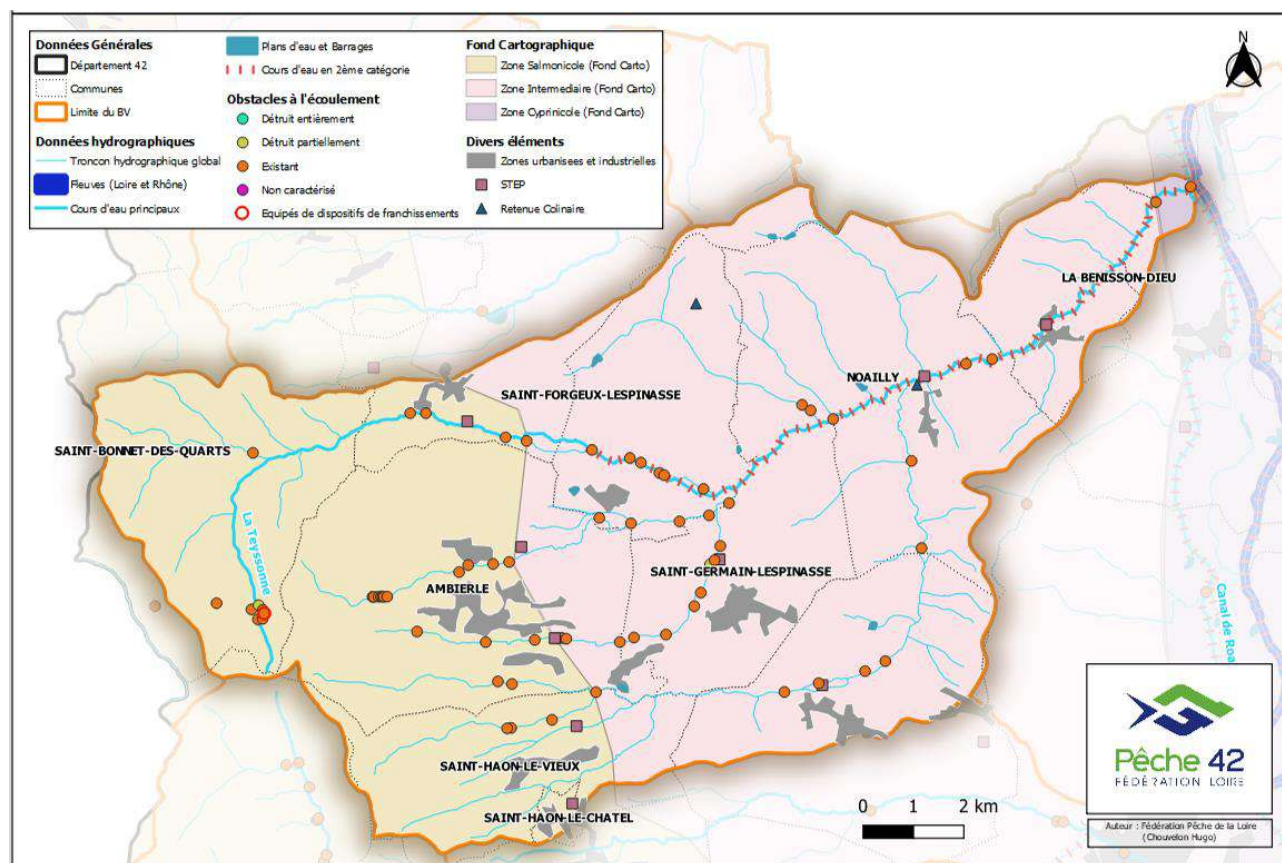 Données Générales
Département 42
Communes
Limite du BV
Données hydrographiques
Troncon hydrographique global
Fleuves (Loire et Rhône)
Cours d'eau principaux
Plans d'eau et Barrages
Cours d'eau en 2ème catégorie
Obstacles à l'écoulement
Détruit entièrement
Détruit partiellement
Existant
Non caractérisé
Equipés de dispositifs de franchissements
Fond Cartographique
Zone Salmonicole (Fond Carto)
Zone Intermediaire (Fond Carto)
Zone Cyprinicole (Fond Carto)
Divers éléments
Zones urbanisees et industrielles
STEP
Retenue Colinaire
N
LA BENISSON-DIEU
NOAILLY
SAINT-FORGEUX-LESPINASSE
SAINT-BONNET-DES-QUARTS
La Teyssonne
AMBIERLE
SAINT-GERMAIN-LESPINASSE
Canal de Roa
SAINT-HAON-LE-VIEUX
SAINT-HAON-LE-CHATEL
0 1 2 km
Pêche 42
FÉDÉRATION LOIRE
Auteur : Fédération Pêche de la Loire
(Chouvelon Hugo)